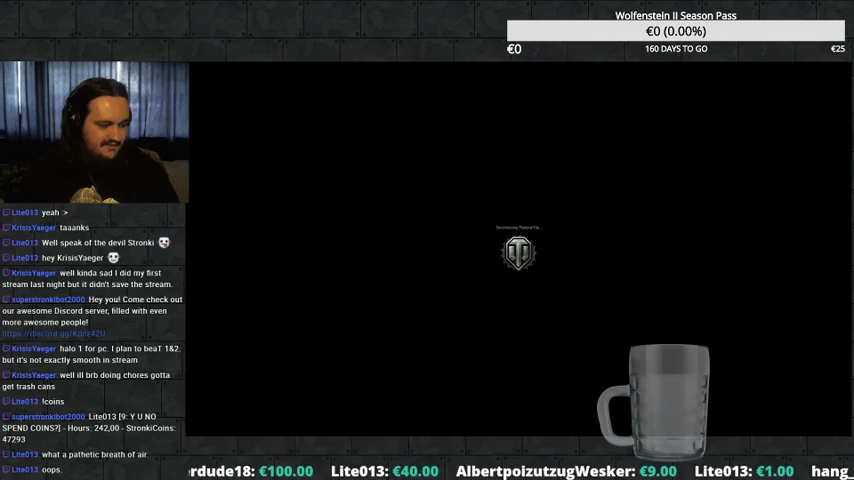 Wolfenstein II Season Pass
€0 (0.00%)
€0
160 DAYS TO GO
€25
Lite013: yeah :>
KrisisYaeger: taaanks
Lite013: Well speak of the devil Stronki
Lite013: hey KrisisYaeger
KrisisYaeger: well kinda sad I did my first
stream last night but it didn't save the stream.
superstronkibot2000: Hey you! Come check out
our awesome Discord server, filled with even
more awesome people!
https://discord.gg/Kdcz42U
KrisisYaeger: halo 1 for pc. I plan to beaT 1&2.
but it's not exactly smooth in stream
KrisisYaeger: well ill brb doing chores gotta
get trash cans
Lite013: !coins
superstronkibot2000: Lite013 [9: Y U NO
SPEND COINS?] - Hours: 242,00 - StronkiCoins:
47293
Lite013: what a pathetic breath of air.
Lite013: oops.
rdude18: €100.00 Lite013: €40.00 AlbertpoizutzugWesker: €9.00 Lite013: €1.00 hang_